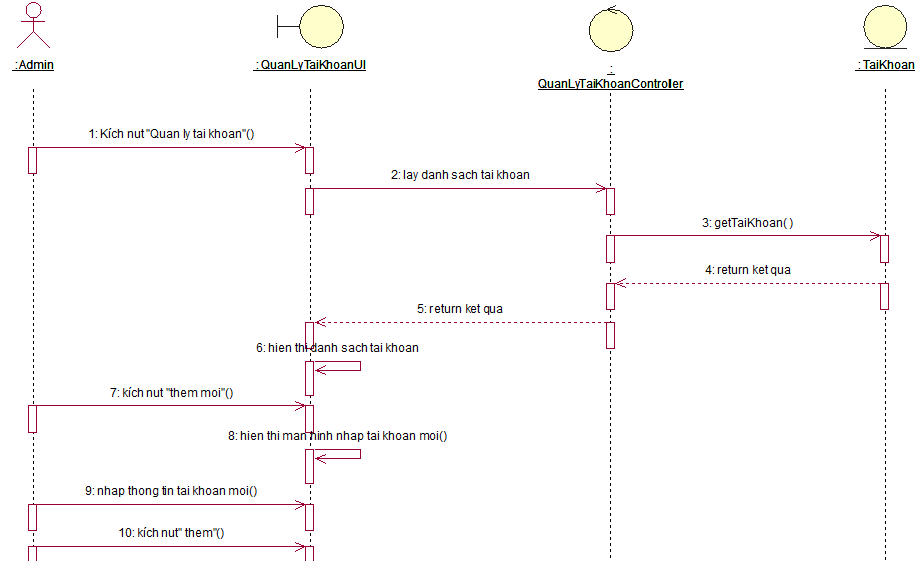 :Admin
: QuanLyTaiKhoanUI
:
QuanLyTaiKhoanController
: TaiKhoan
1: Kích nut "Quan ly tai khoan"()
2: lay danh sach tai khoan
3: getTaiKhoan( )
4: return ket qua
5: return ket qua
6: hien thi danh sach tai khoan
7: kích nut "them moi"()
8: hien thi man hinh nhap tai khoan moi()
9: nhap thong tin tai khoan moi()
10: kích nut" them"()